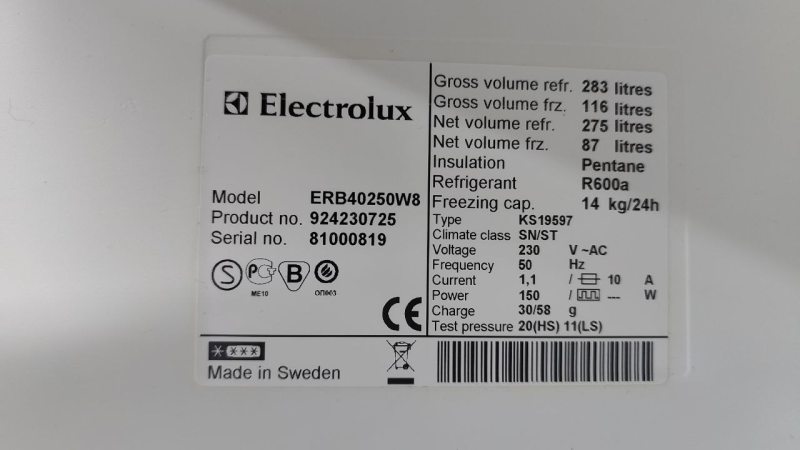 Electrolux
Model ERB40250W8
Product no. 924230725
Serial no. 81000819
S PC B
ME10 ОП063
CE
Gross volume refr. 283 litres
Gross volume frz. 116 litres
Net volume refr. 275 litres
Net volume frz. 87 litres
Insulation Pentane
Refrigerant R600a
Freezing cap. 14 kg/24h
Type KS19597
Climate class SN/ST
Voltage 230 V ~AC
Frequency 50 Hz
Current 1,1 / 10 A
Power 150 / --- W
Charge 30/58 g
Test pressure 20(HS) 11(LS)
Made in Sweden